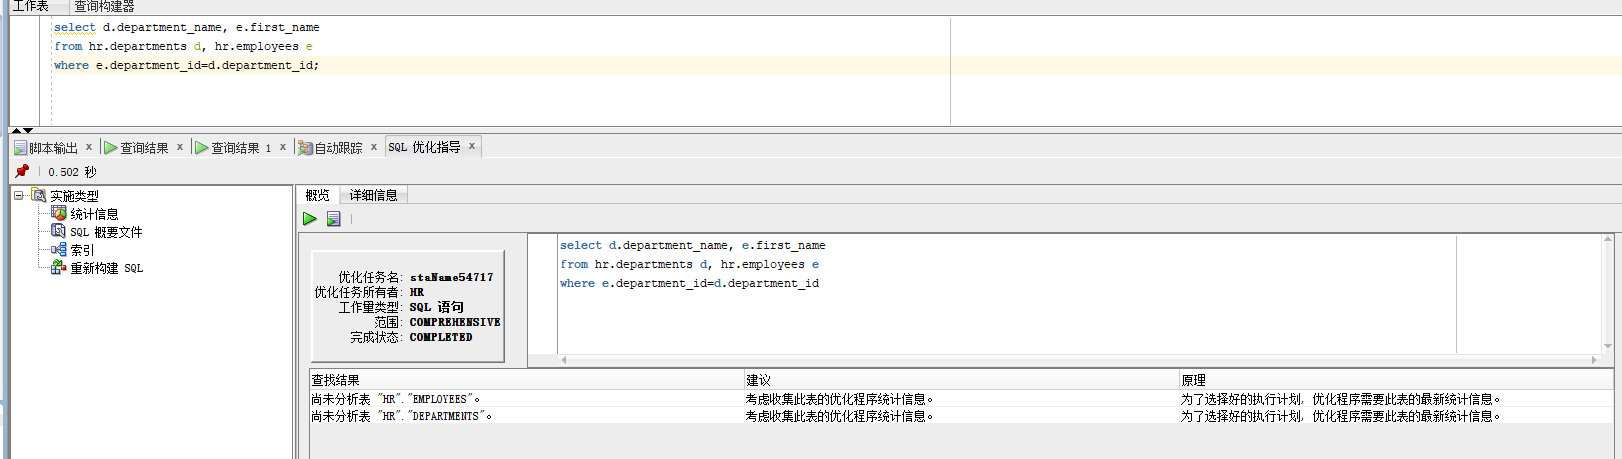 工作表 查询构建器
select d.department_name, e.first_name
from hr.departments d, hr.employees e
where e.department_id=d.department_id;
脚本输出 x 查询结果 x 查询结果 1 x 自动跟踪 x SQL 优化指导 x
0.502 秒
实施类型
统计信息
SQL 概要文件
索引
重新构建 SQL
概览 详细信息
优化任务名: staName54717
优化任务所有者: HR
工作量类型: SQL 语句
范围: COMPREHENSIVE
完成状态: COMPLETED
select d.department_name, e.first_name
from hr.departments d, hr.employees e
where e.department_id=d.department_id
查找结果 建议 原理
尚未分析表 "HR"."EMPLOYEES"。 考虑收集此表的优化程序统计信息。 为了选择好的执行计划, 优化程序需要此表的最新统计信息。
尚未分析表 "HR"."DEPARTMENTS"。 考虑收集此表的优化程序统计信息。 为了选择好的执行计划, 优化程序需要此表的最新统计信息。